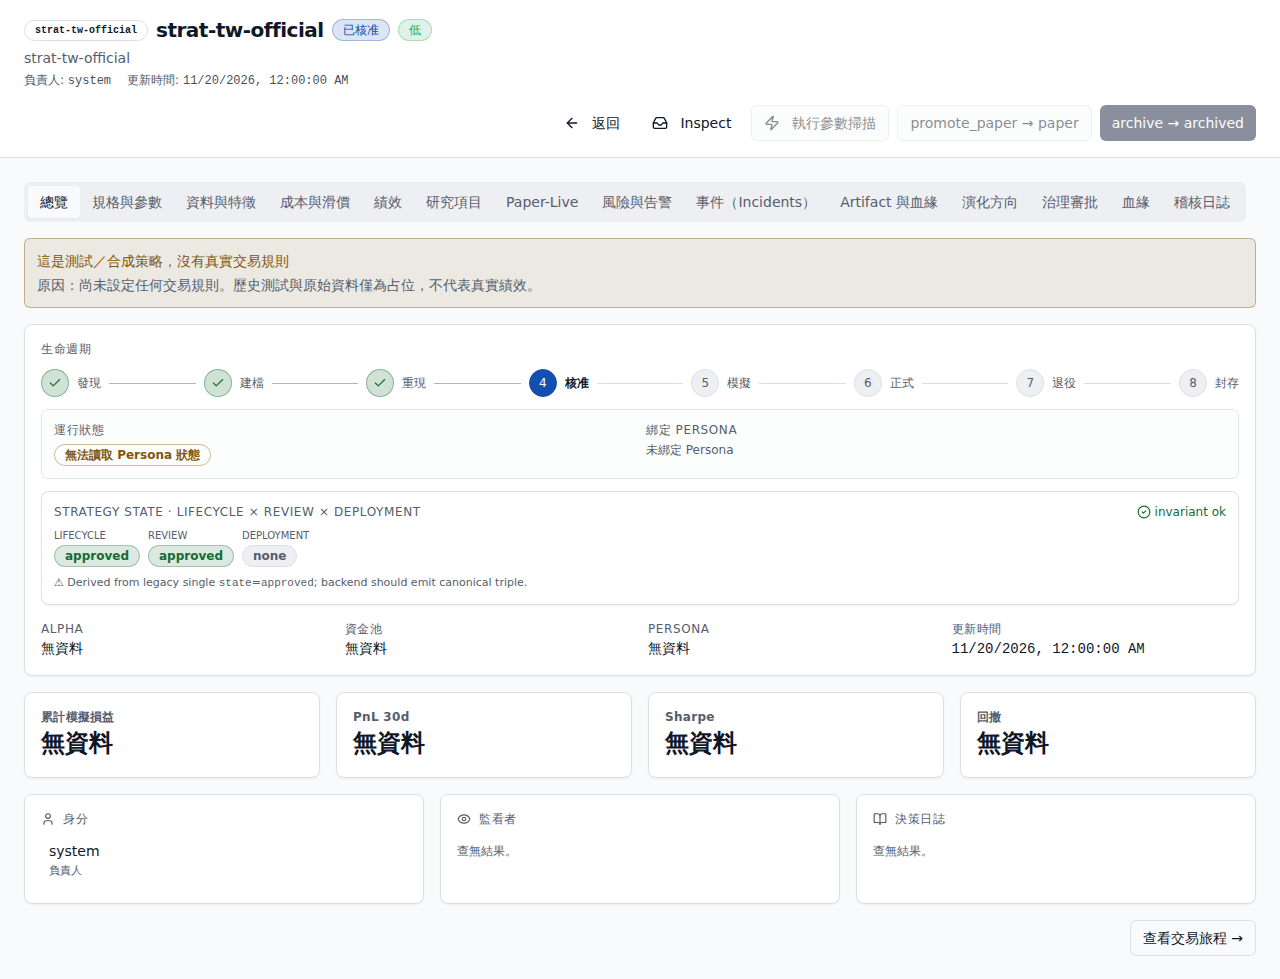 strat-tw-official strat-tw-official 已核准 低
strat-tw-official
負責人: system 更新時間: 11/20/2026, 12:00:00 AM
返回 Inspect 執行參數掃描 promote_paper → paper archive → archived
總覽 規格與參數 資料與特徵 成本與滑價 績效 研究項目 Paper-Live 風險與告警 事件（Incidents） Artifact 與血緣 演化方向 治理審批 血緣 稽核日誌
這是測試／合成策略，沒有真實交易規則
原因：尚未設定任何交易規則。歷史測試與原始資料僅為占位，不代表真實績效。
生命週期
發現 建檔 重現 4 核准 5 模擬 6 正式 7 退役 8 封存
運行狀態 綁定 PERSONA
無法讀取 Persona 狀態 未綁定 Persona
STRATEGY STATE · LIFECYCLE × REVIEW × DEPLOYMENT invariant ok
LIFECYCLE REVIEW DEPLOYMENT
approved approved none
⚠ Derived from legacy single state=approved; backend should emit canonical triple.
ALPHA 資金池 PERSONA 更新時間
無資料 無資料 無資料 11/20/2026, 12:00:00 AM
累計模擬損益 PnL 30d Sharpe 回撤
無資料 無資料 無資料 無資料
身分 監看者 決策日誌
system 查無結果。 查無結果。
負責人
查看交易旅程 →